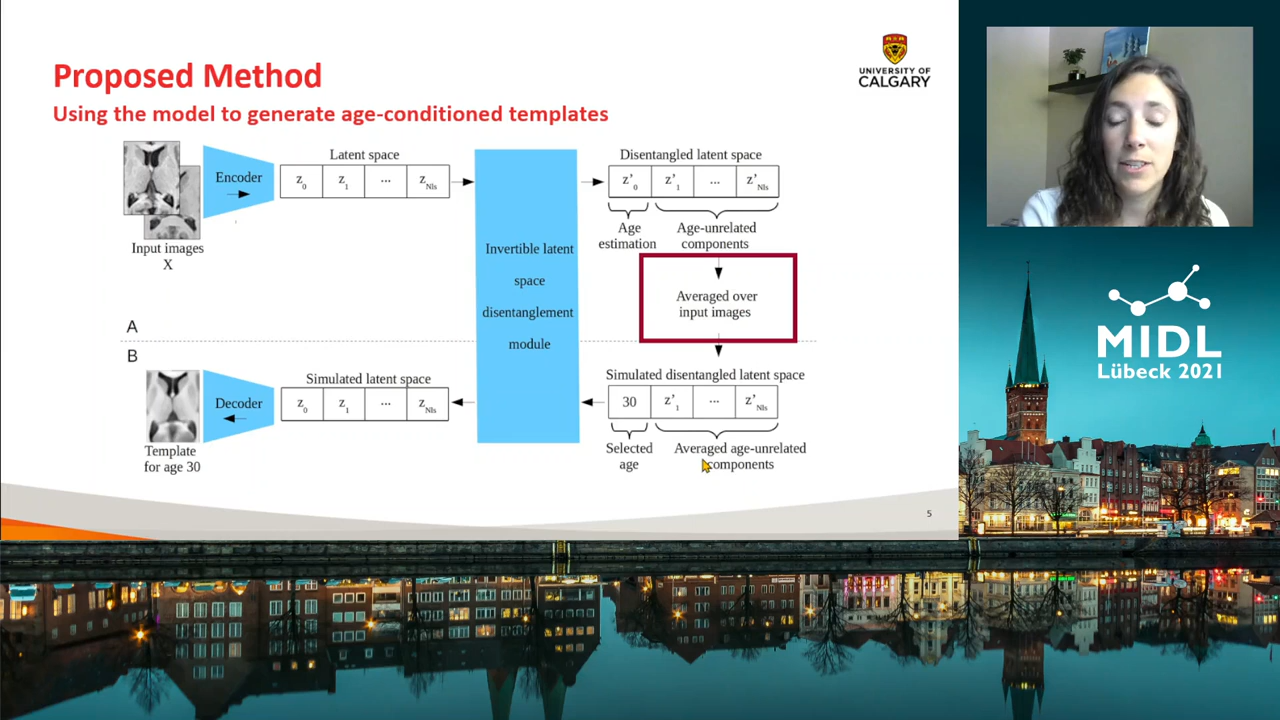 Proposed Method
Using the model to generate age-conditioned templates
UNIVERSITY OF
CALGARY
Encoder
Input images
X
Latent space
z0 z1 ... zNls
Invertible latent
space
disentanglement
module
Disentangled latent space
z'0 z'1 ... z'Nls
Age
estimation
Age-unrelated
components
Averaged over
input images
A
B
Decoder
Template
for age 30
Simulated latent space
z0 z1 ... zNls
Simulated disentangled latent space
30 z'1 ... z'Nls
Selected
age
Averaged age-unrelated
components
5
MIDL
Lübeck 2021